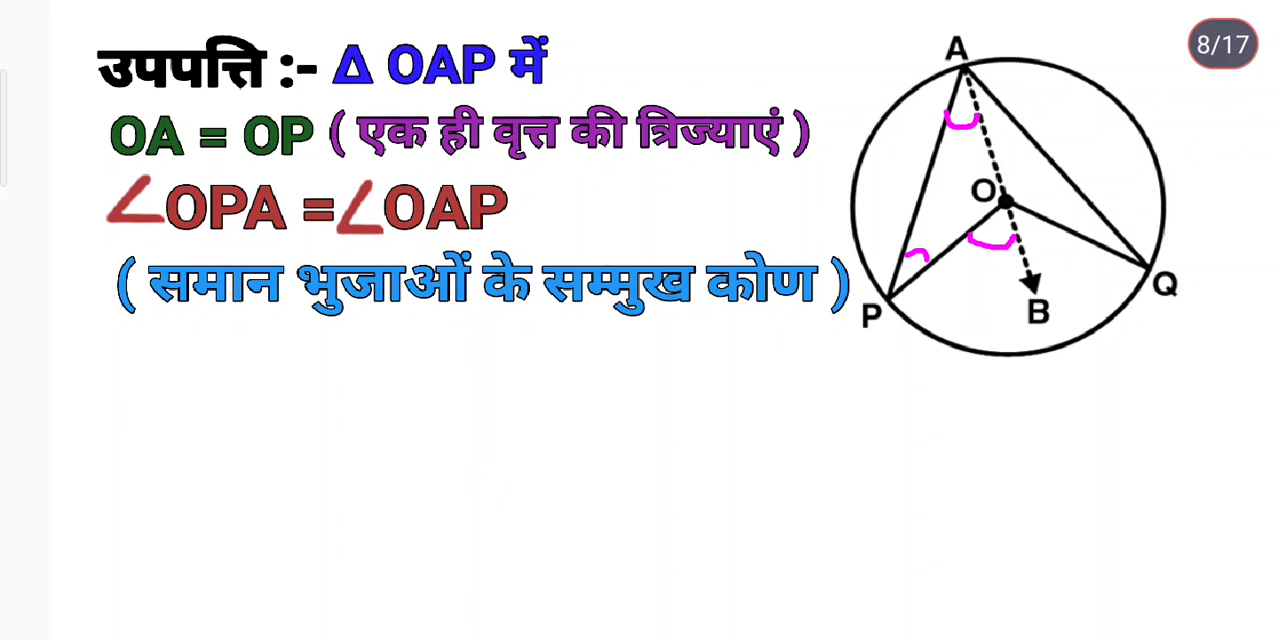 उपपत्ति :- Δ OAP में
OA = OP ( एक ही वृत्त की त्रिज्याएं )
∠OPA =∠OAP
( समान भुजाओं के सम्मुख कोण )
8/17
A
O
P
B
Q